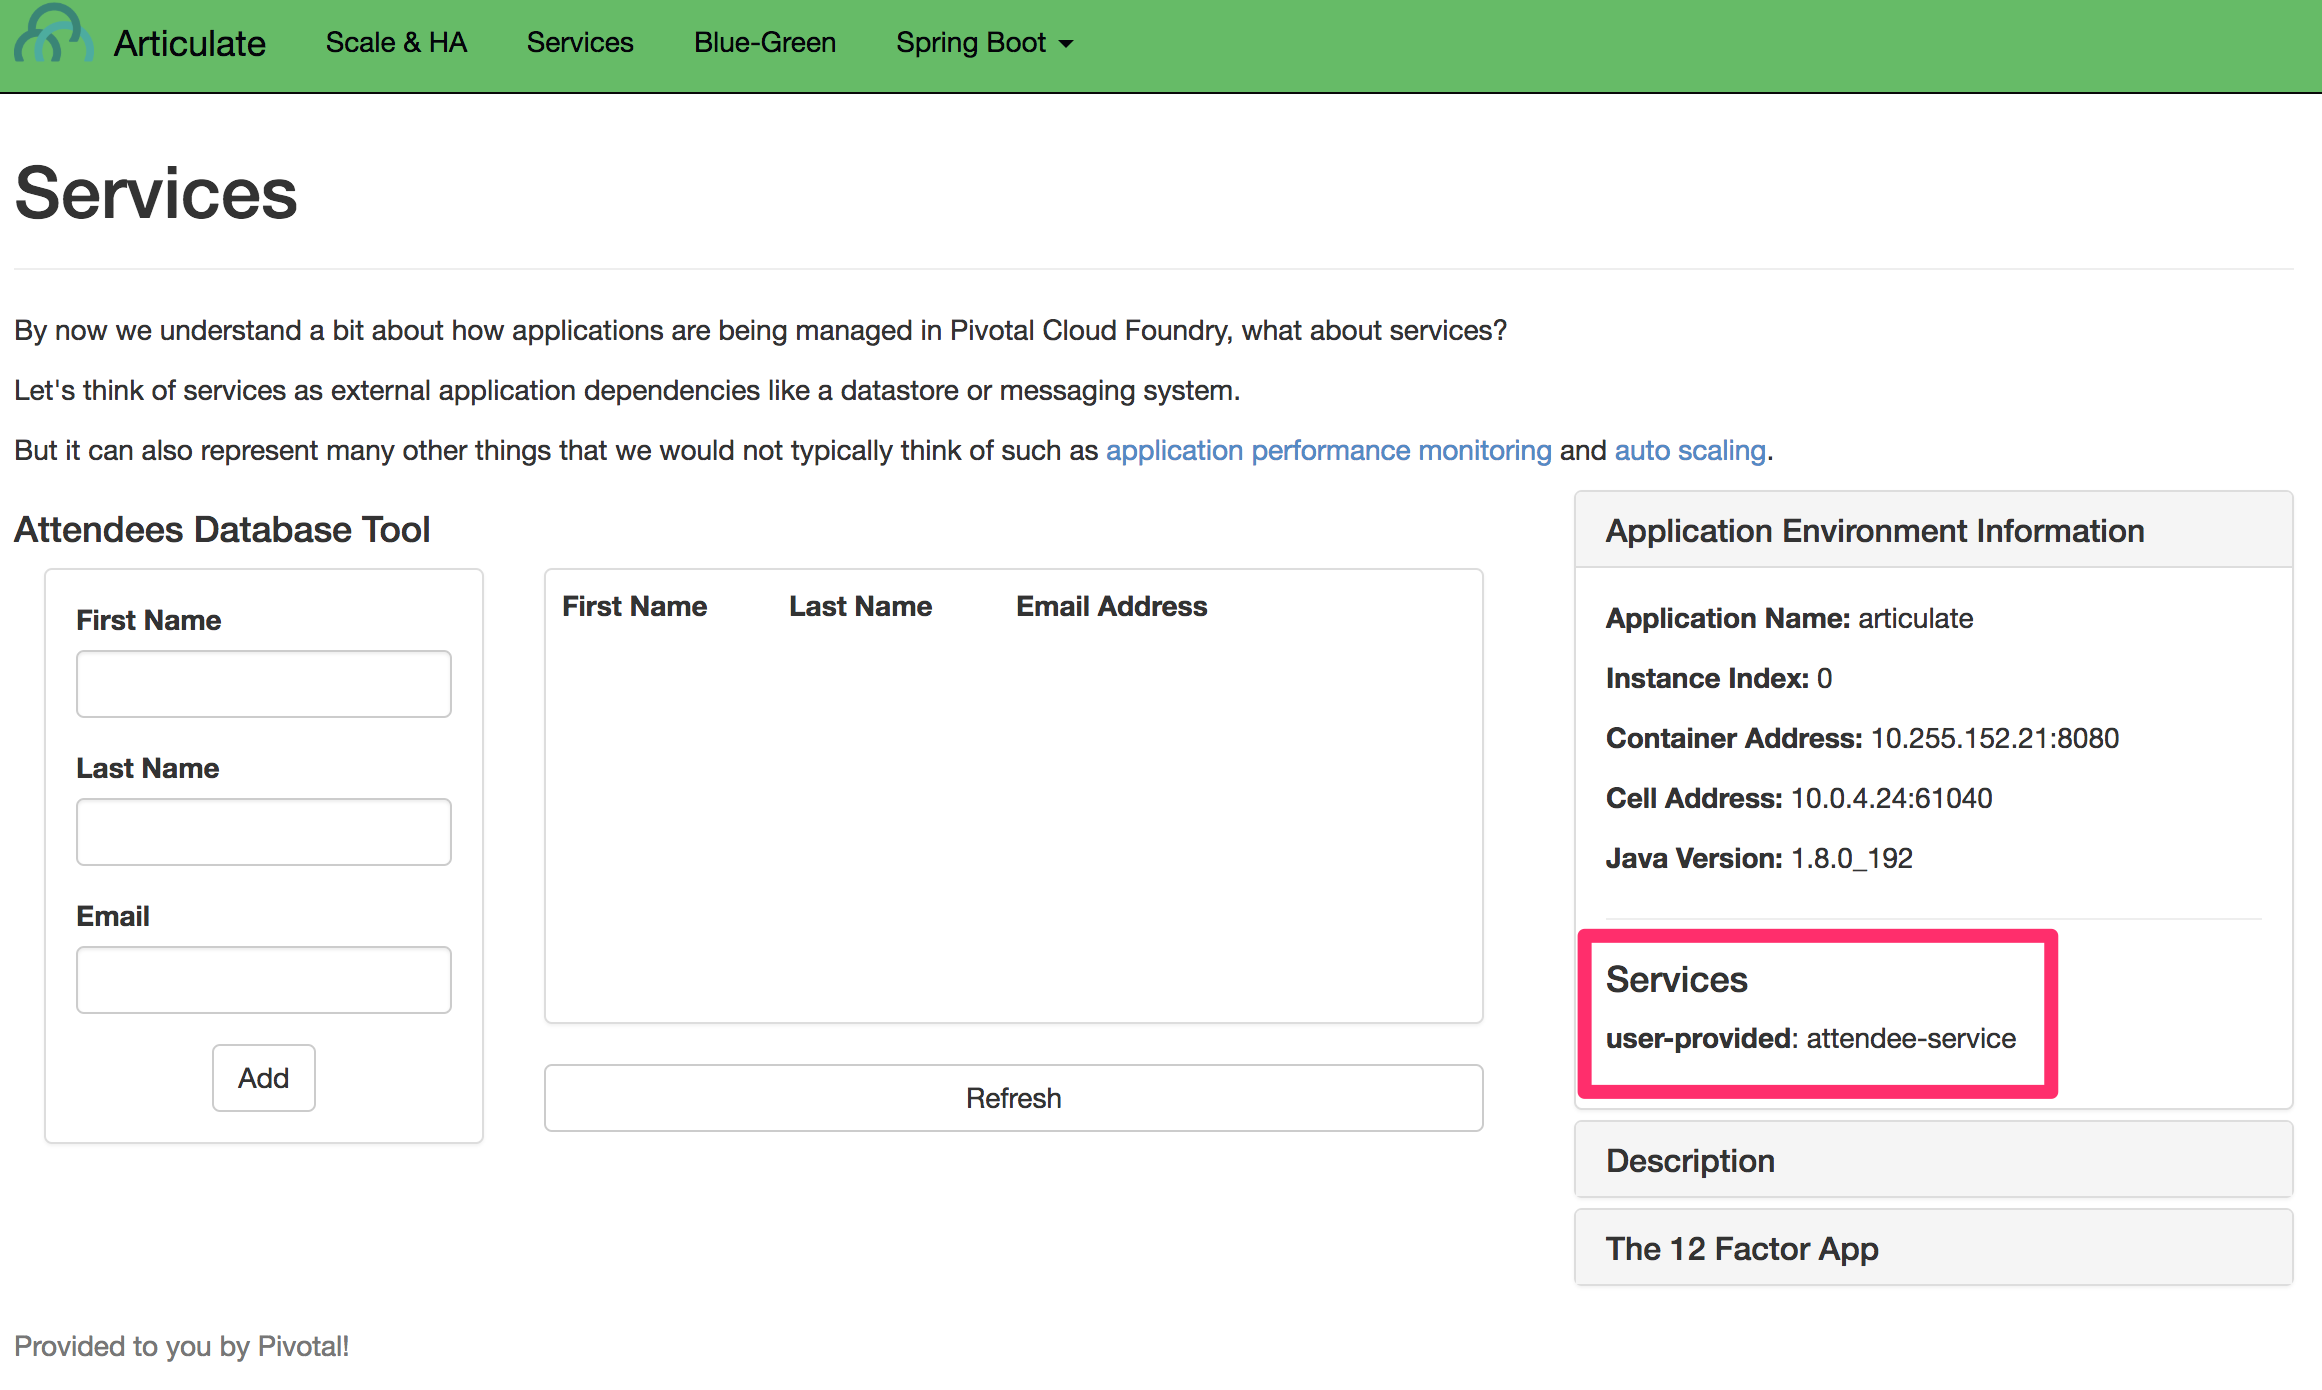 Articulate Scale & HA Services Blue-Green Spring Boot
Services
By now we understand a bit about how applications are being managed in Pivotal Cloud Foundry, what about services?
Let's think of services as external application dependencies like a datastore or messaging system.
But it can also represent many other things that we would not typically think of such as application performance monitoring and auto scaling.
Attendees Database Tool
First Name
Last Name
Email
Add
First Name Last Name Email Address
Refresh
Application Environment Information
Application Name: articulate
Instance Index: 0
Container Address: 10.255.152.21:8080
Cell Address: 10.0.4.24:61040
Java Version: 1.8.0_192
Services
user-provided: attendee-service
Description
The 12 Factor App
Provided to you by Pivotal!